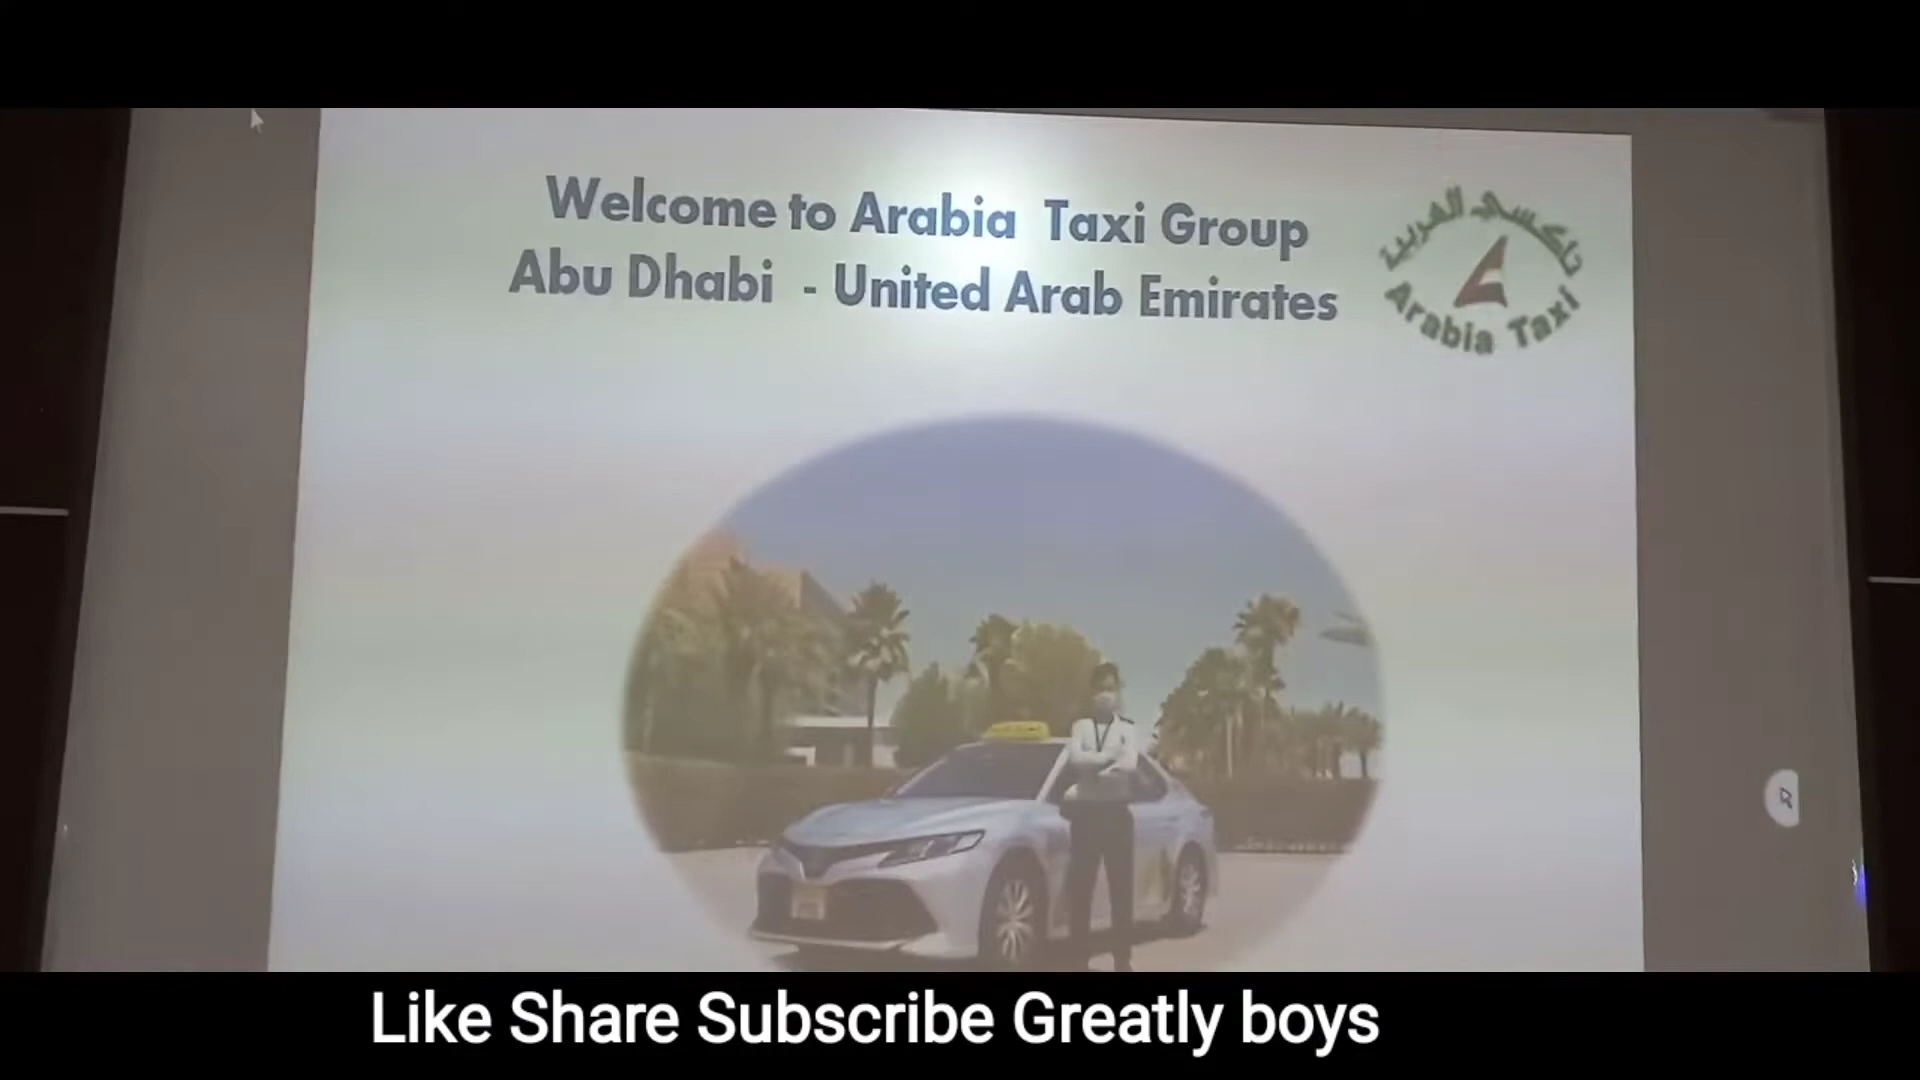 Welcome to Arabia Taxi Group
Abu Dhabi - United Arab Emirates
تاكسي العربية
Arabia Taxi
Like Share Subscribe Greatly boys